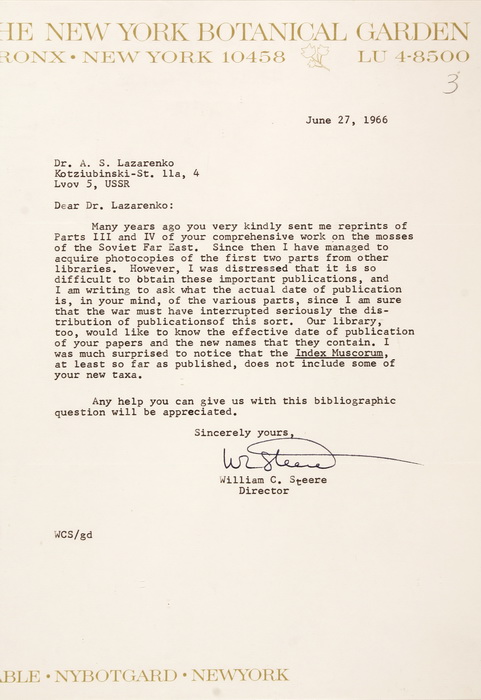 HE NEW YORK BOTANICAL GARDEN
RONX • NEW YORK 10458 LU 4-8500
3
June 27, 1966
Dr. A. S. Lazarenko
Kotziubinski-St. 11a, 4
Lvov 5, USSR
Dear Dr. Lazarenko:
Many years ago you very kindly sent me reprints of
Parts III and IV of your comprehensive work on the mosses
of the Soviet Far East. Since then I have managed to
acquire photocopies of the first two parts from other
libraries. However, I was distressed that it is so
difficult to bbtain these important publications, and
I am writing to ask what the actual date of publication
is, in your mind, of the various parts, since I am sure
that the war must have interrupted seriously the dis-
tribution of publicationsof this sort. Our library,
too, would like to know the effective date of publication
of your papers and the new names that they contain. I
was much surprised to notice that the Index Muscorum,
at least so far as published, does not include some of
your new taxa.
Any help you can give us with this bibliographic
question will be appreciated.
Sincerely yours,
WC Steere
William C. Steere
Director
WCS/gd
ABLE • NYBOTGARD • NEWYORK